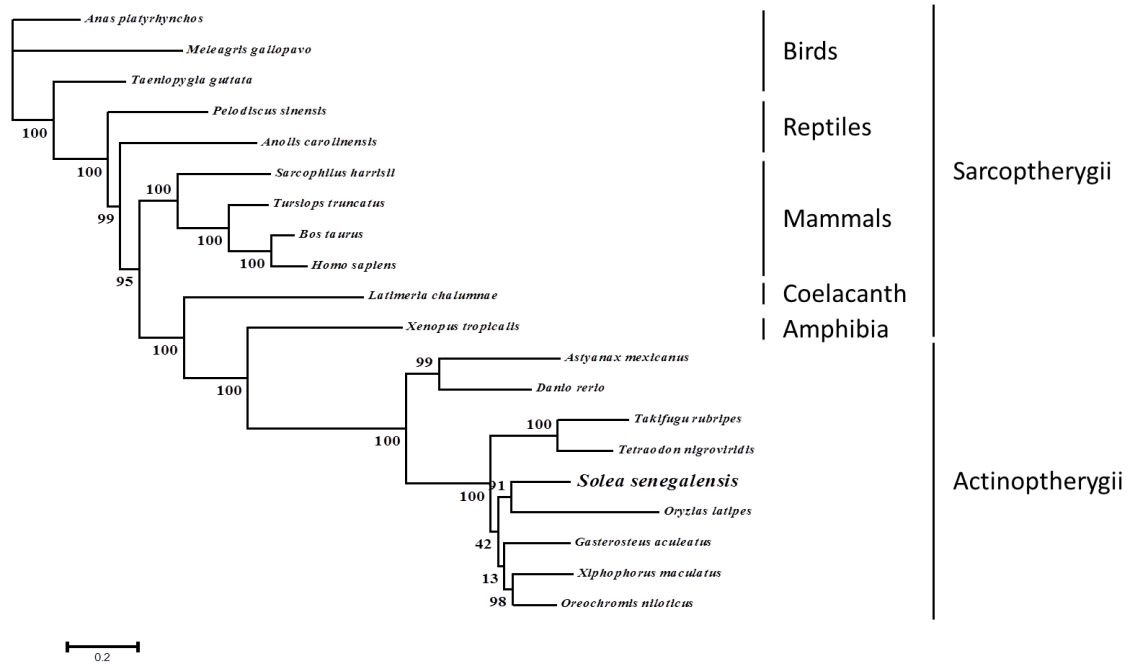 Anas platyrhynchos
Meleagris gallopavo
Birds
Taeniopygia guttata
100
Pelodiscus sinensis
Reptiles
Anolis carolinensis
100
Sarcophilus harrisii
Sarcoptherygii
100
Tursiops truncatus
99
Mammals
100
Bos taurus
100
Homo sapiens
95
Latimeria chalumnae
Coelacanth
Xenopus tropicalis
Amphibia
100
Astyanax mexicanus
99
Danio rerio
100
Takifugu rubripes
100
100
Tetraodon nigroviridis
Solea senegalensis
Actinoptherygii
91
100
Oryzias latipes
Gasterosteus aculeatus
42
Xiphophorus maculatus
13
98
Oreochromis niloticus
0.2